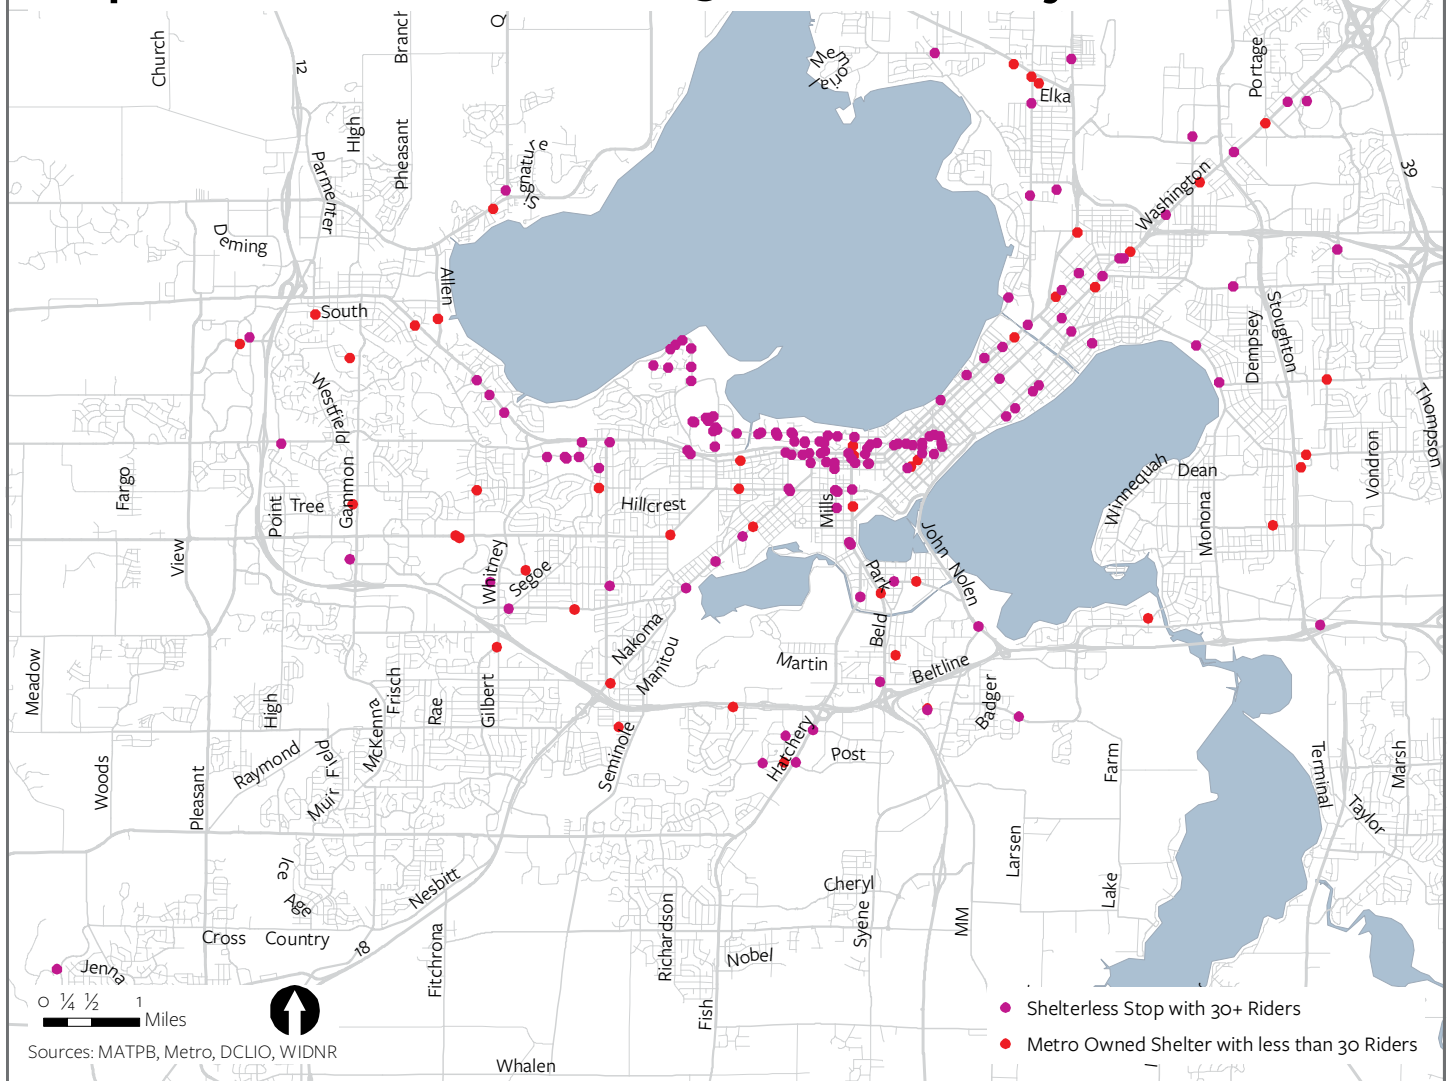 Church
12
Branch
Q
Memorial
Elka
Portage
High
Pheasant
Parmenter
Signature
39
Washington
Deming
Allen
South
Stoughton
Dempsey
Westfield
Thompson
Fargo
Point
Tree
Gammon
Hillcrest
Mills
Winnequah
Dean
Monona
Vondron
View
Whitney
Segoe
Park
John Nolen
Nakoma
Manitou
Beld
Martin
Beltline
Badger
Meadow
High
Frisch
McKenna
Rae
Gilbert
Seminole
Hatchery
Post
Woods
Pleasant
Raymond
Muir Field
Farm
Terminal
Marsh
Taylor
Larsen
Lake
Ice
Age
Nesbitt
Cheryl
Syene
MM
Richardson
Cross Country
18
Fitchrona
Nobel
Fish
Jenna
Whalen
0 ¼ ½ 1
Miles
Sources: MATPB, Metro, DCLIO, WIDNR
Shelterless Stop with 30+ Riders
Metro Owned Shelter with less than 30 Riders